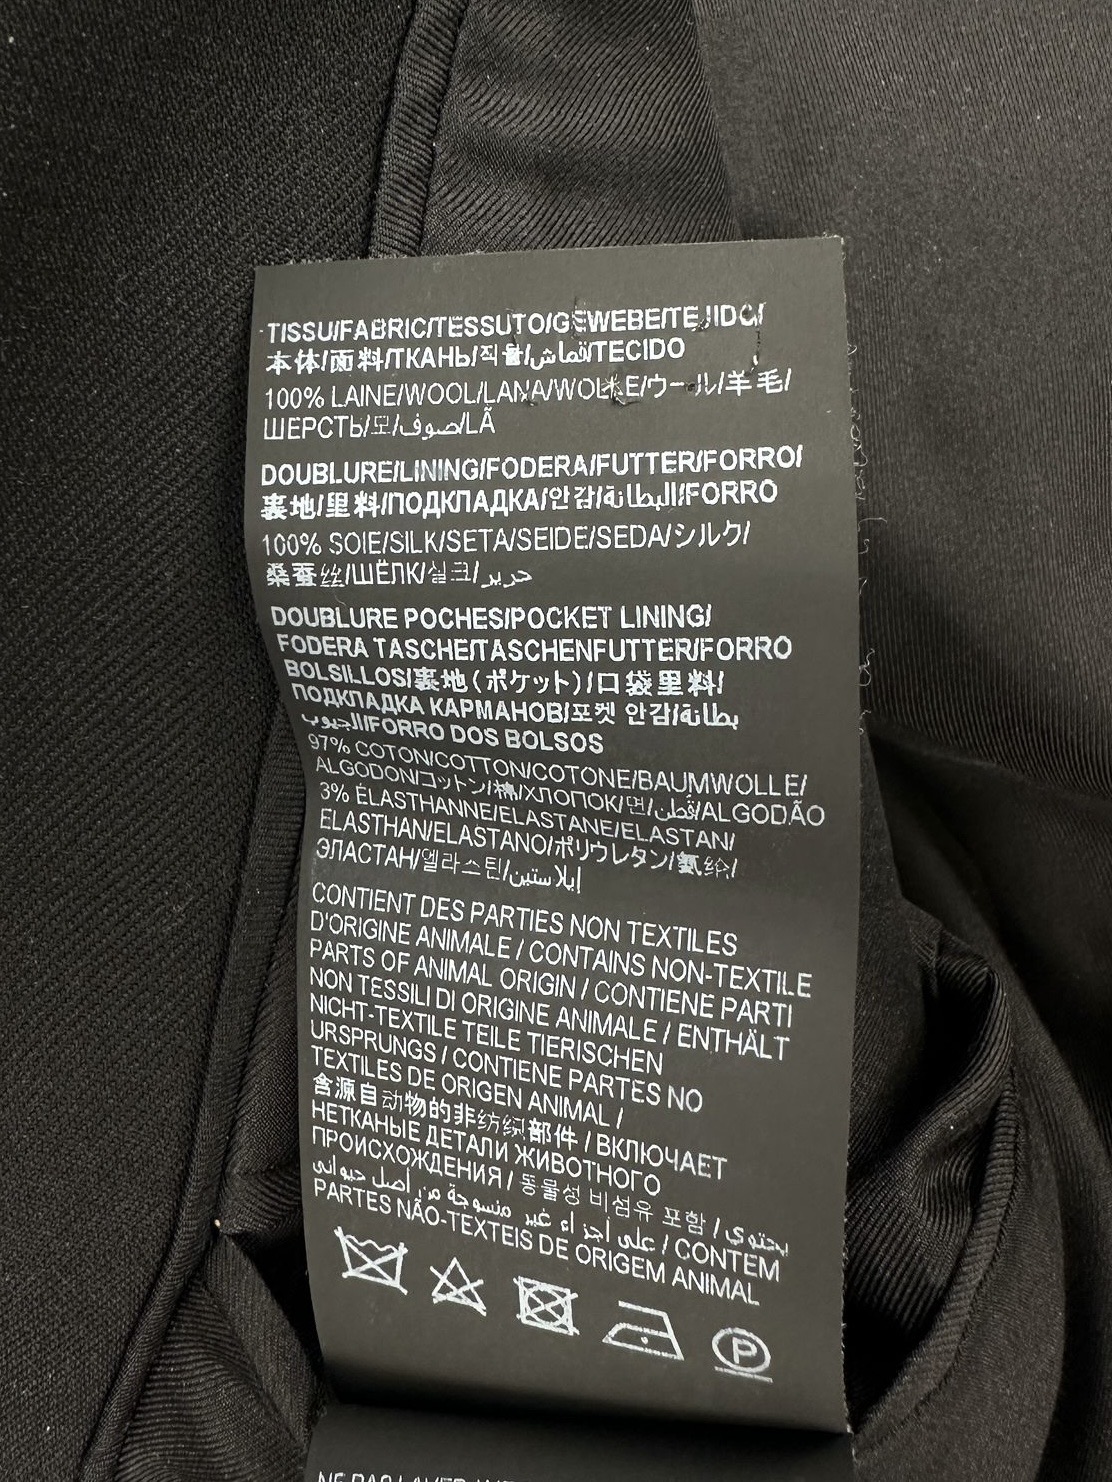 TISSU/FABRIC/TESSUTO/GEWEBE/TEJIDO/
本体/面料/ТКАНЬ/직물/قماش/TECIDO
100% LAINE/WOOL/LANA/WOLLE/ウール/羊毛/
ШЕРСТЬ/모/صوف/LÃ
DOUBLURE/LINING/FODERA/FUTTER/FORRO/
裏地/里料/ПОДКЛАДКА/안감/البطانة/FORRO
100% SOIE/SILK/SETA/SEIDE/SEDA/シルク/
桑蚕丝/ШЁЛК/실크/حرير
DOUBLURE POCHES/POCKET LINING/
FODERA TASCHE/TASCHENFUTTER/FORRO
BOLSILLOS/裏地(ポケット)/口袋里料/
ПОДКЛАДКА КАРМАНОВ/포켓 안감/بطانة
الجيوب/FORRO DOS BOLSOS
97% COTON/COTTON/COTONE/BAUMWOLLE/
ALGODON/コットン/棉/ХЛОПОК/면/قطن/ALGODÃO
3% ÉLASTHANNE/ELASTANE/ELASTAN/
ELASTHAN/ELASTANO/ポリウレタン/氨纶/
ЭЛАСТАН/엘라스틴/إيلاستين
CONTIENT DES PARTIES NON TEXTILES
D'ORIGINE ANIMALE / CONTAINS NON-TEXTILE
PARTS OF ANIMAL ORIGIN / CONTIENE PARTI
NON TESSILI DI ORIGINE ANIMALE / ENTHÄLT
NICHT-TEXTILE TEILE TIERISCHEN
URSPRUNGS / CONTIENE PARTES NO
TEXTILES DE ORIGEN ANIMAL /
含源自动物的非纺织部件 / ВКЛЮЧАЕТ
НЕТКАНЫЕ ДЕТАЛИ ЖИВОТНОГО
ПРОИСХОЖДЕНИЯ / 동물성 비섬유 포함 / يحتوي
على أجزاء غير منسوجة من أصل حيواني / CONTEM
PARTES NÃO-TEXTEIS DE ORIGEM ANIMAL
P
NE PAS LAVER